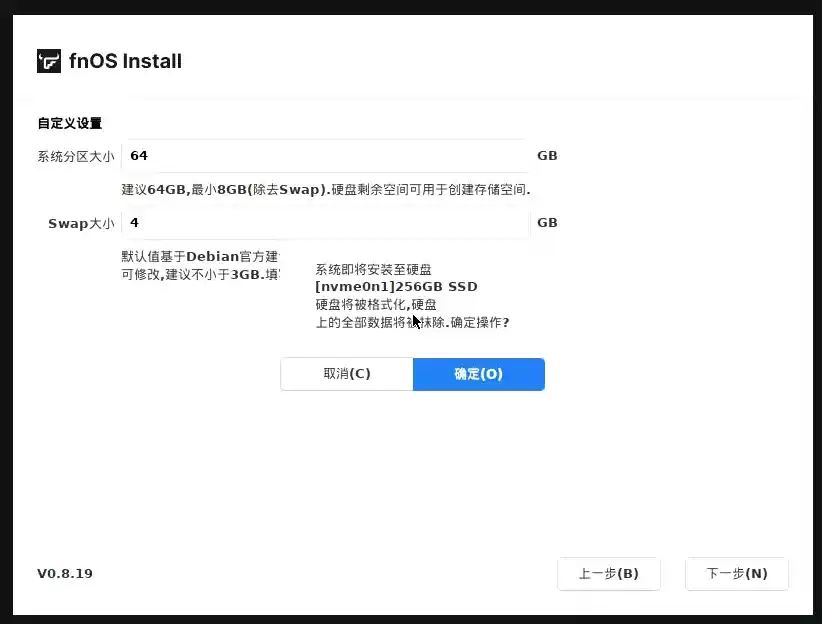 fnOS Install
自定义设置
系统分区大小 64 GB
建议64GB,最小8GB(除去Swap).硬盘剩余空间可用于创建存储空间.
Swap大小 4 GB
默认值基于Debian官方建
可修改,建议不小于3GB.填
系统即将安装至硬盘
[nvme0n1]256GB SSD
硬盘将被格式化,硬盘
上的全部数据将被抹除.确定操作?
取消(C) 确定(O)
V0.8.19 上一步(B) 下一步(N)